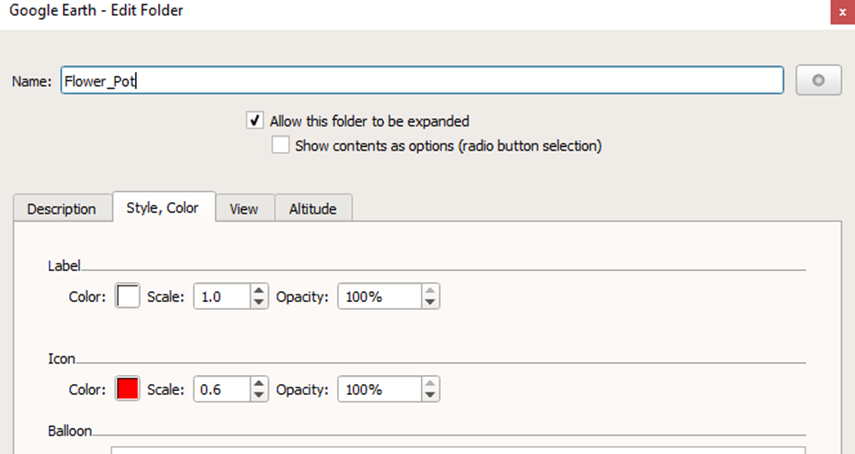 Google Earth - Edit Folder
x
Name: Flower_Pot
Allow this folder to be expanded
Show contents as options (radio button selection)
Description Style, Color View Altitude
Label
Color: Scale: 1.0 Opacity: 100%
Icon
Color: Scale: 0.6 Opacity: 100%
Balloon